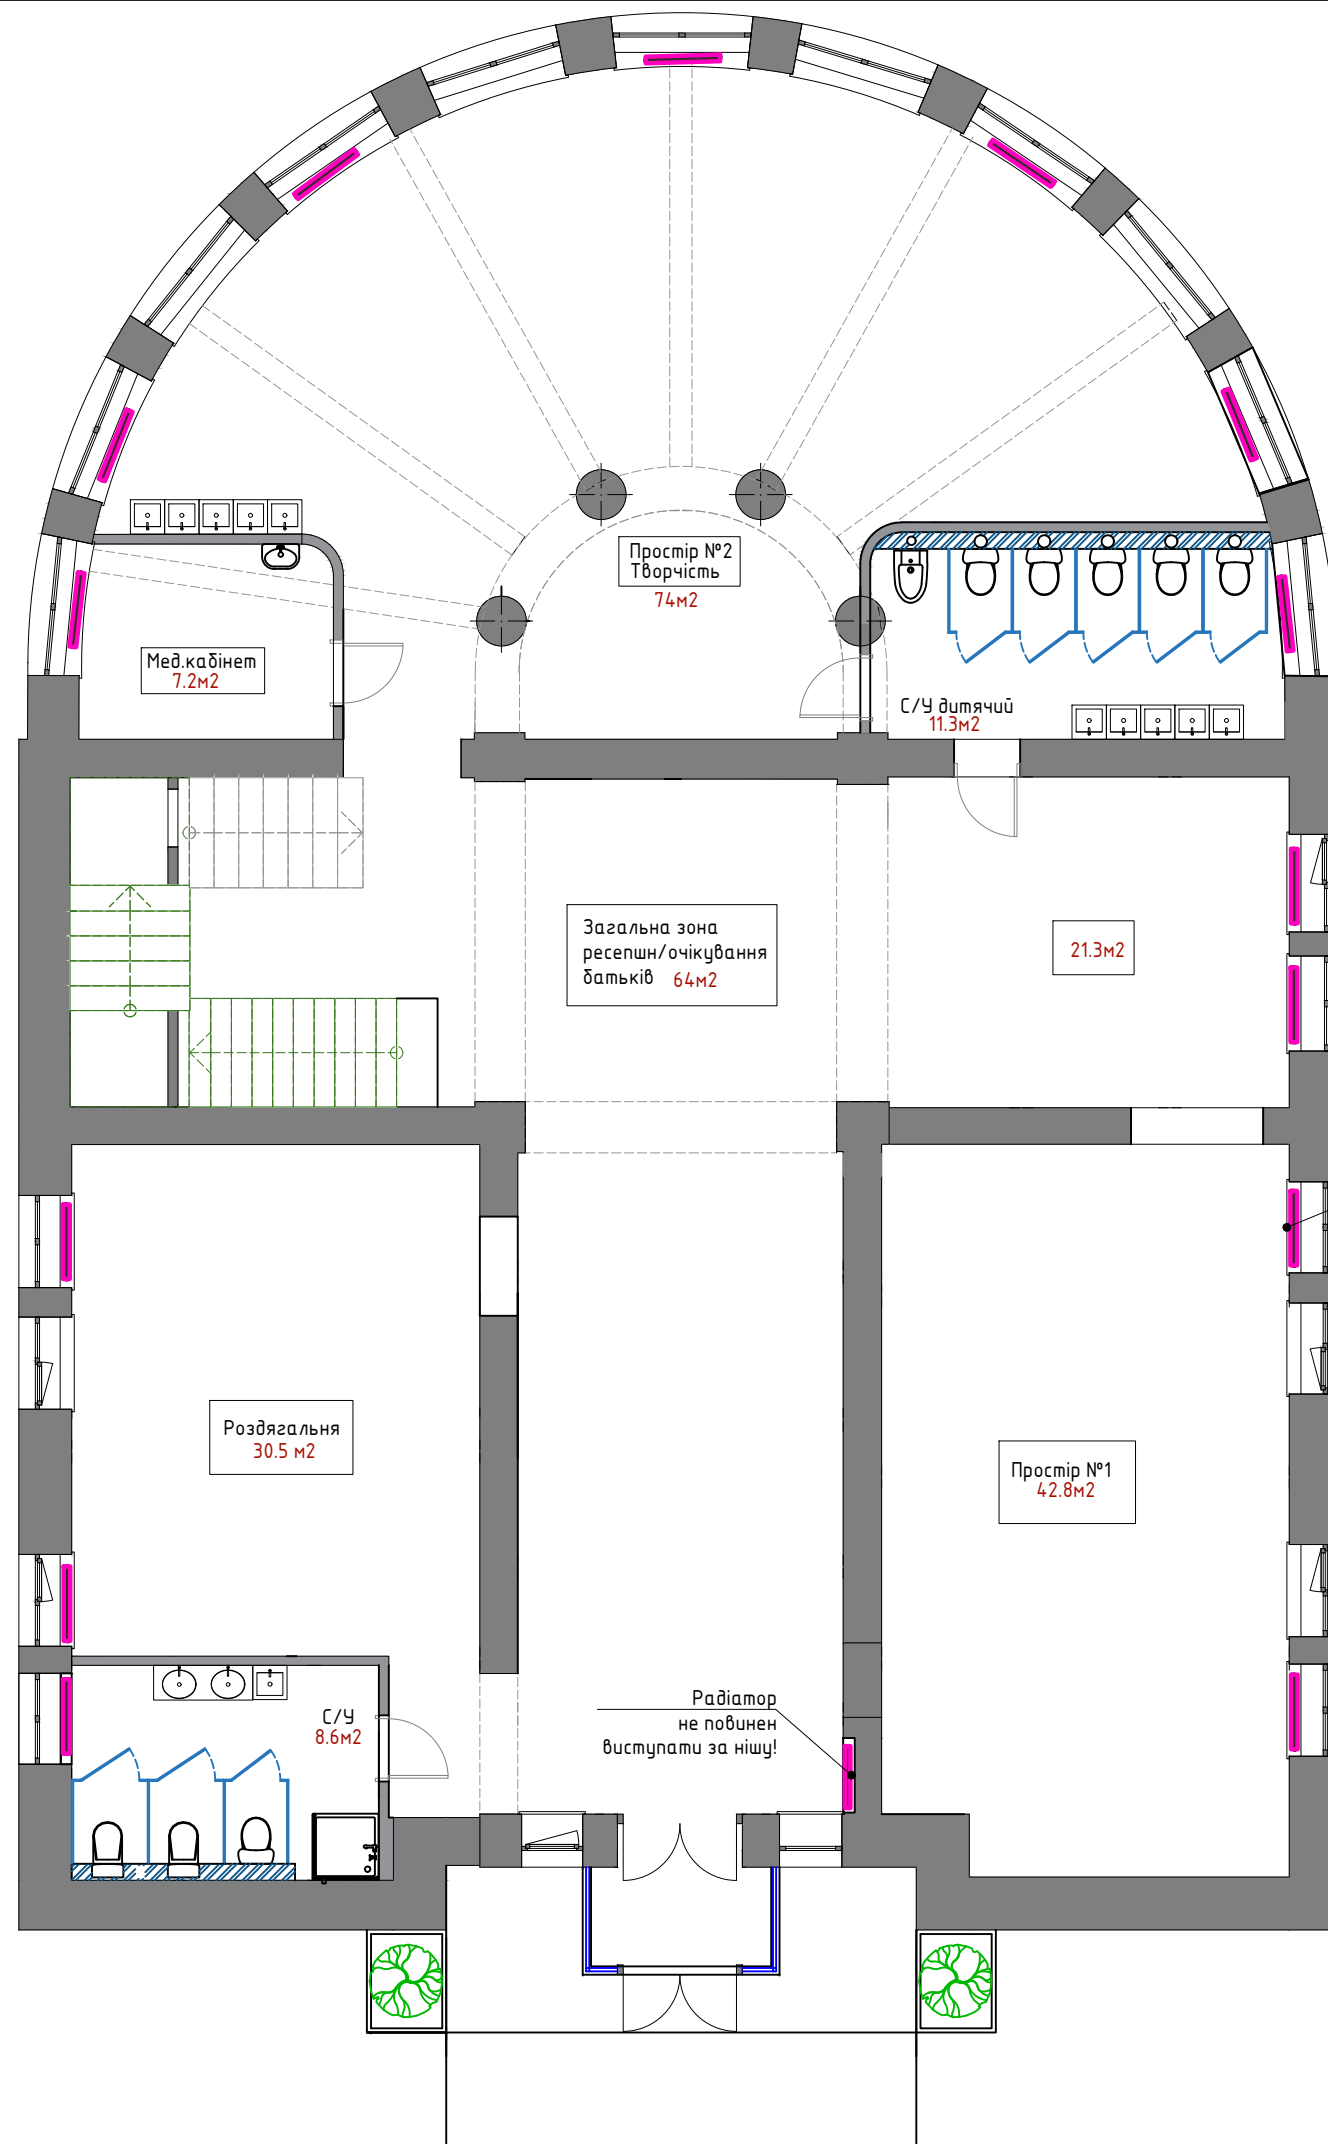 Простір №2
Творчість
74м2
Мед.кабінет
7.2м2
С/У дитячий
11.3м2
Загальна зона
ресепшн/очікування
батьків 64м2
21.3м2
Роздягальня
30.5 м2
Простір №1
42.8м2
С/У
8.6м2
Радіатор
не повинен
виступати за нішу!